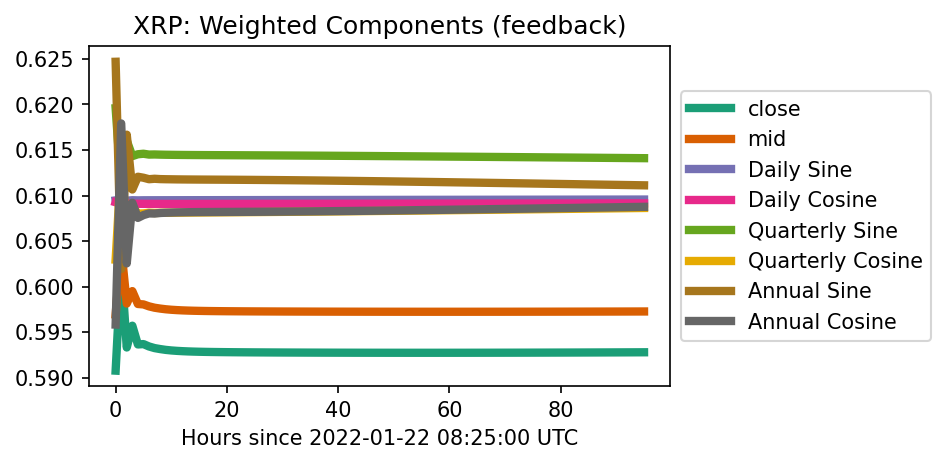 XRP: Weighted Components (feedback)
0.625
0.620
0.615
0.610
0.605
0.600
0.595
0.590
0
20
40
60
80
Hours since 2022-01-22 08:25:00 UTC
close
mid
Daily Sine
Daily Cosine
Quarterly Sine
Quarterly Cosine
Annual Sine
Annual Cosine